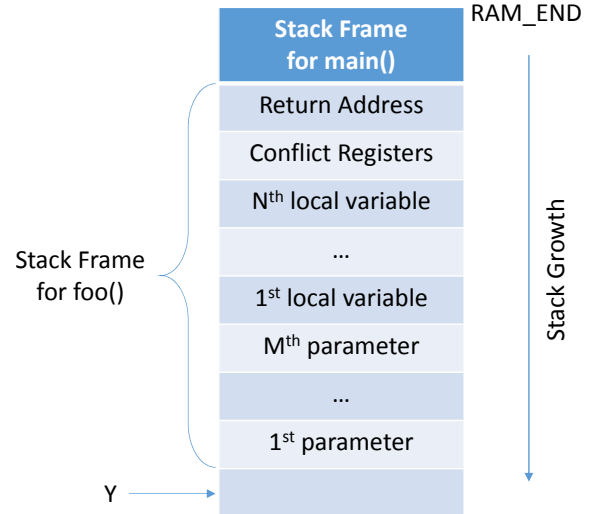 RAM_END
Stack Frame
for main()
Return Address
Conflict Registers
Nth local variable
...
1st local variable
Mth parameter
...
1st parameter
Stack Frame
for foo()
Stack Growth
Y